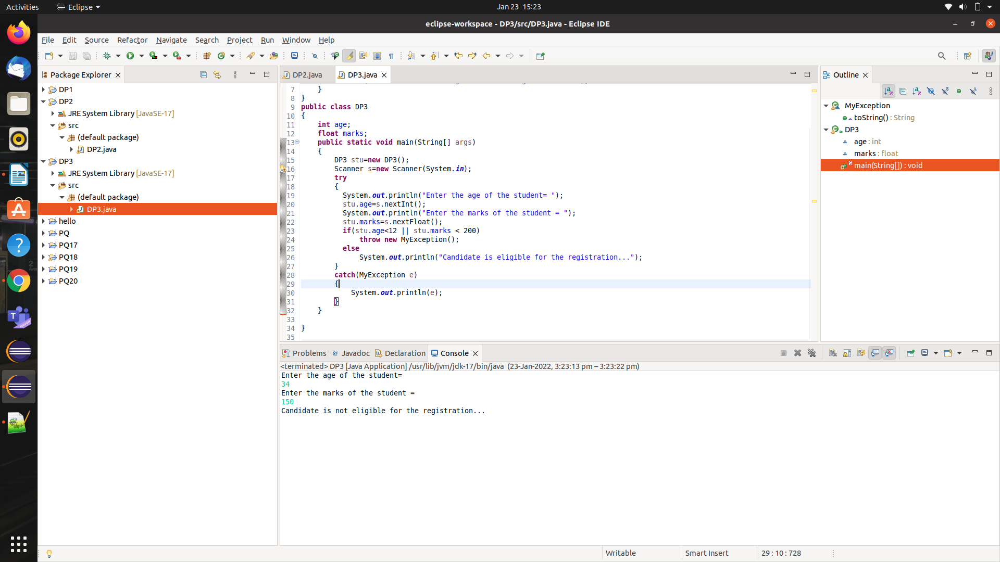 Activities
Eclipse
Jan 23 15:23
eclipse-workspace - DP3/src/DP3.java - Eclipse IDE
File Edit Source Refactor Navigate Search Project Run Window Help
Package Explorer
DP1
DP2
JRE System Library [JavaSE-17]
src
(default package)
DP2.java
DP3
JRE System Library [JavaSE-17]
src
(default package)
DP3.java
hello
PQ
PQ17
PQ18
PQ19
PQ20
DP2.java
DP3.java
7 }
8 }
9 public class DP3
10 {
11 int age;
12 float marks;
13 public static void main(String[] args)
14 {
15 DP3 stu=new DP3();
16 Scanner s=new Scanner(System.in);
17 try
18 {
19 System.out.println("Enter the age of the student= ");
20 stu.age=s.nextInt();
21 System.out.println("Enter the marks of the student = ");
22 stu.marks=s.nextFloat();
23 if(stu.age<12 || stu.marks < 200)
24 throw new MyException();
25 else
26 System.out.println("Candidate is eligible for the registration...");
27 }
28 catch(MyException e)
29 {
30 System.out.println(e);
31 }
32 }
33
34 }
35
Outline
MyException
toString() : String
DP3
age : int
marks : float
main(String[]) : void
Problems @ Javadoc Declaration Console
<terminated> DP3 [Java Application] /usr/lib/jvm/jdk-17/bin/java (23-Jan-2022, 3:23:13 pm – 3:23:22 pm)
Enter the age of the student=
34
Enter the marks of the student =
150
Candidate is not eligible for the registration...
Writable
Smart Insert
29 : 10 : 728